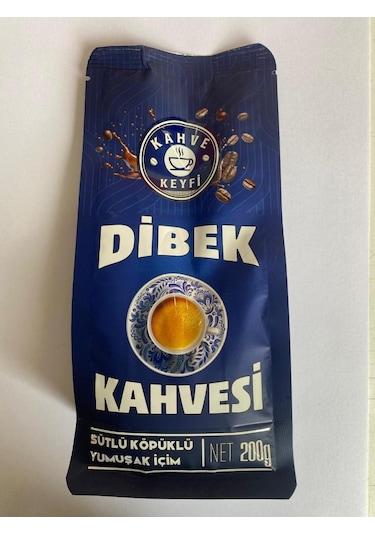 KAHVE
KEYFİ
DİBEK
KAHVESİ
SÜTLÜ KÖPÜKLÜ
YUMUŞAK İÇİM
NET 200g